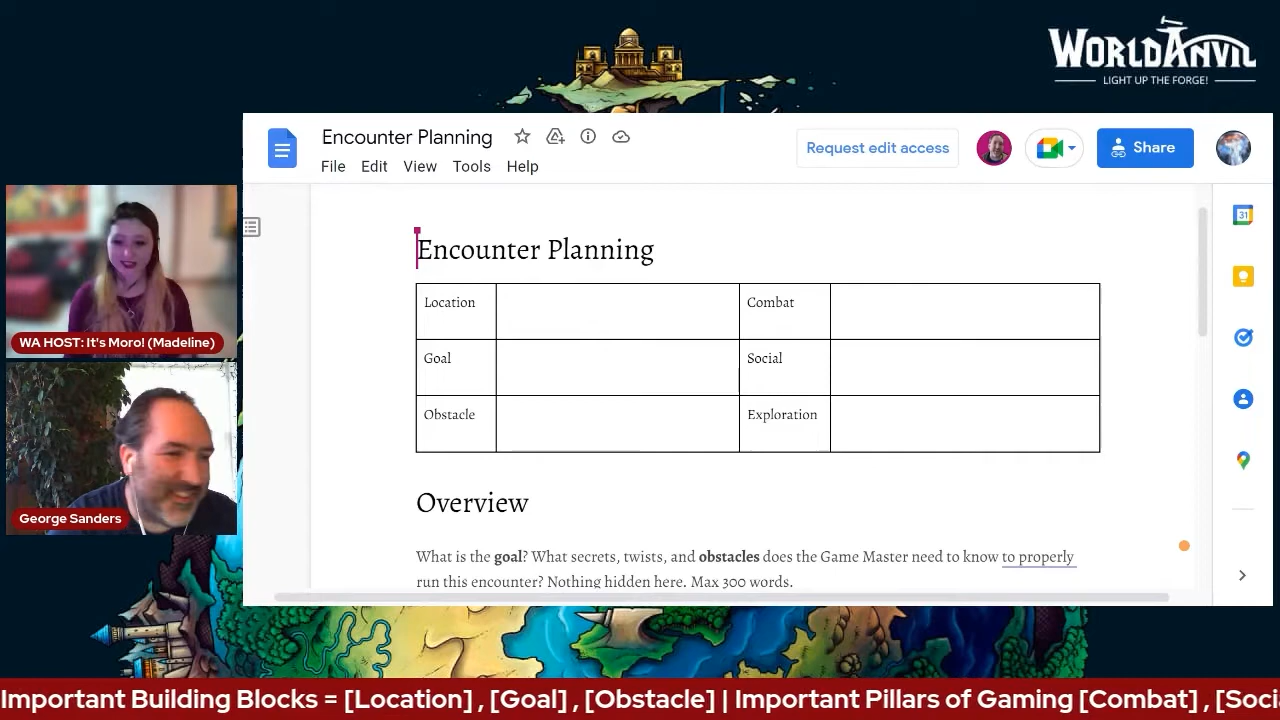 WORLDANVIL
LIGHT UP THE FORGE!
Encounter Planning
Request edit access
Share
File Edit View Tools Help
31
Encounter Planning
Location
Combat
Goal
Social
Obstacle
Exploration
Overview
What is the goal? What secrets, twists, and obstacles does the Game Master need to know to properly
run this encounter? Nothing hidden here. Max 300 words.
WA HOST: It's Moro! (Madeline)
George Sanders
Important Building Blocks = [Location] , [Goal] , [Obstacle] | Important Pillars of Gaming [Combat] , [Soci